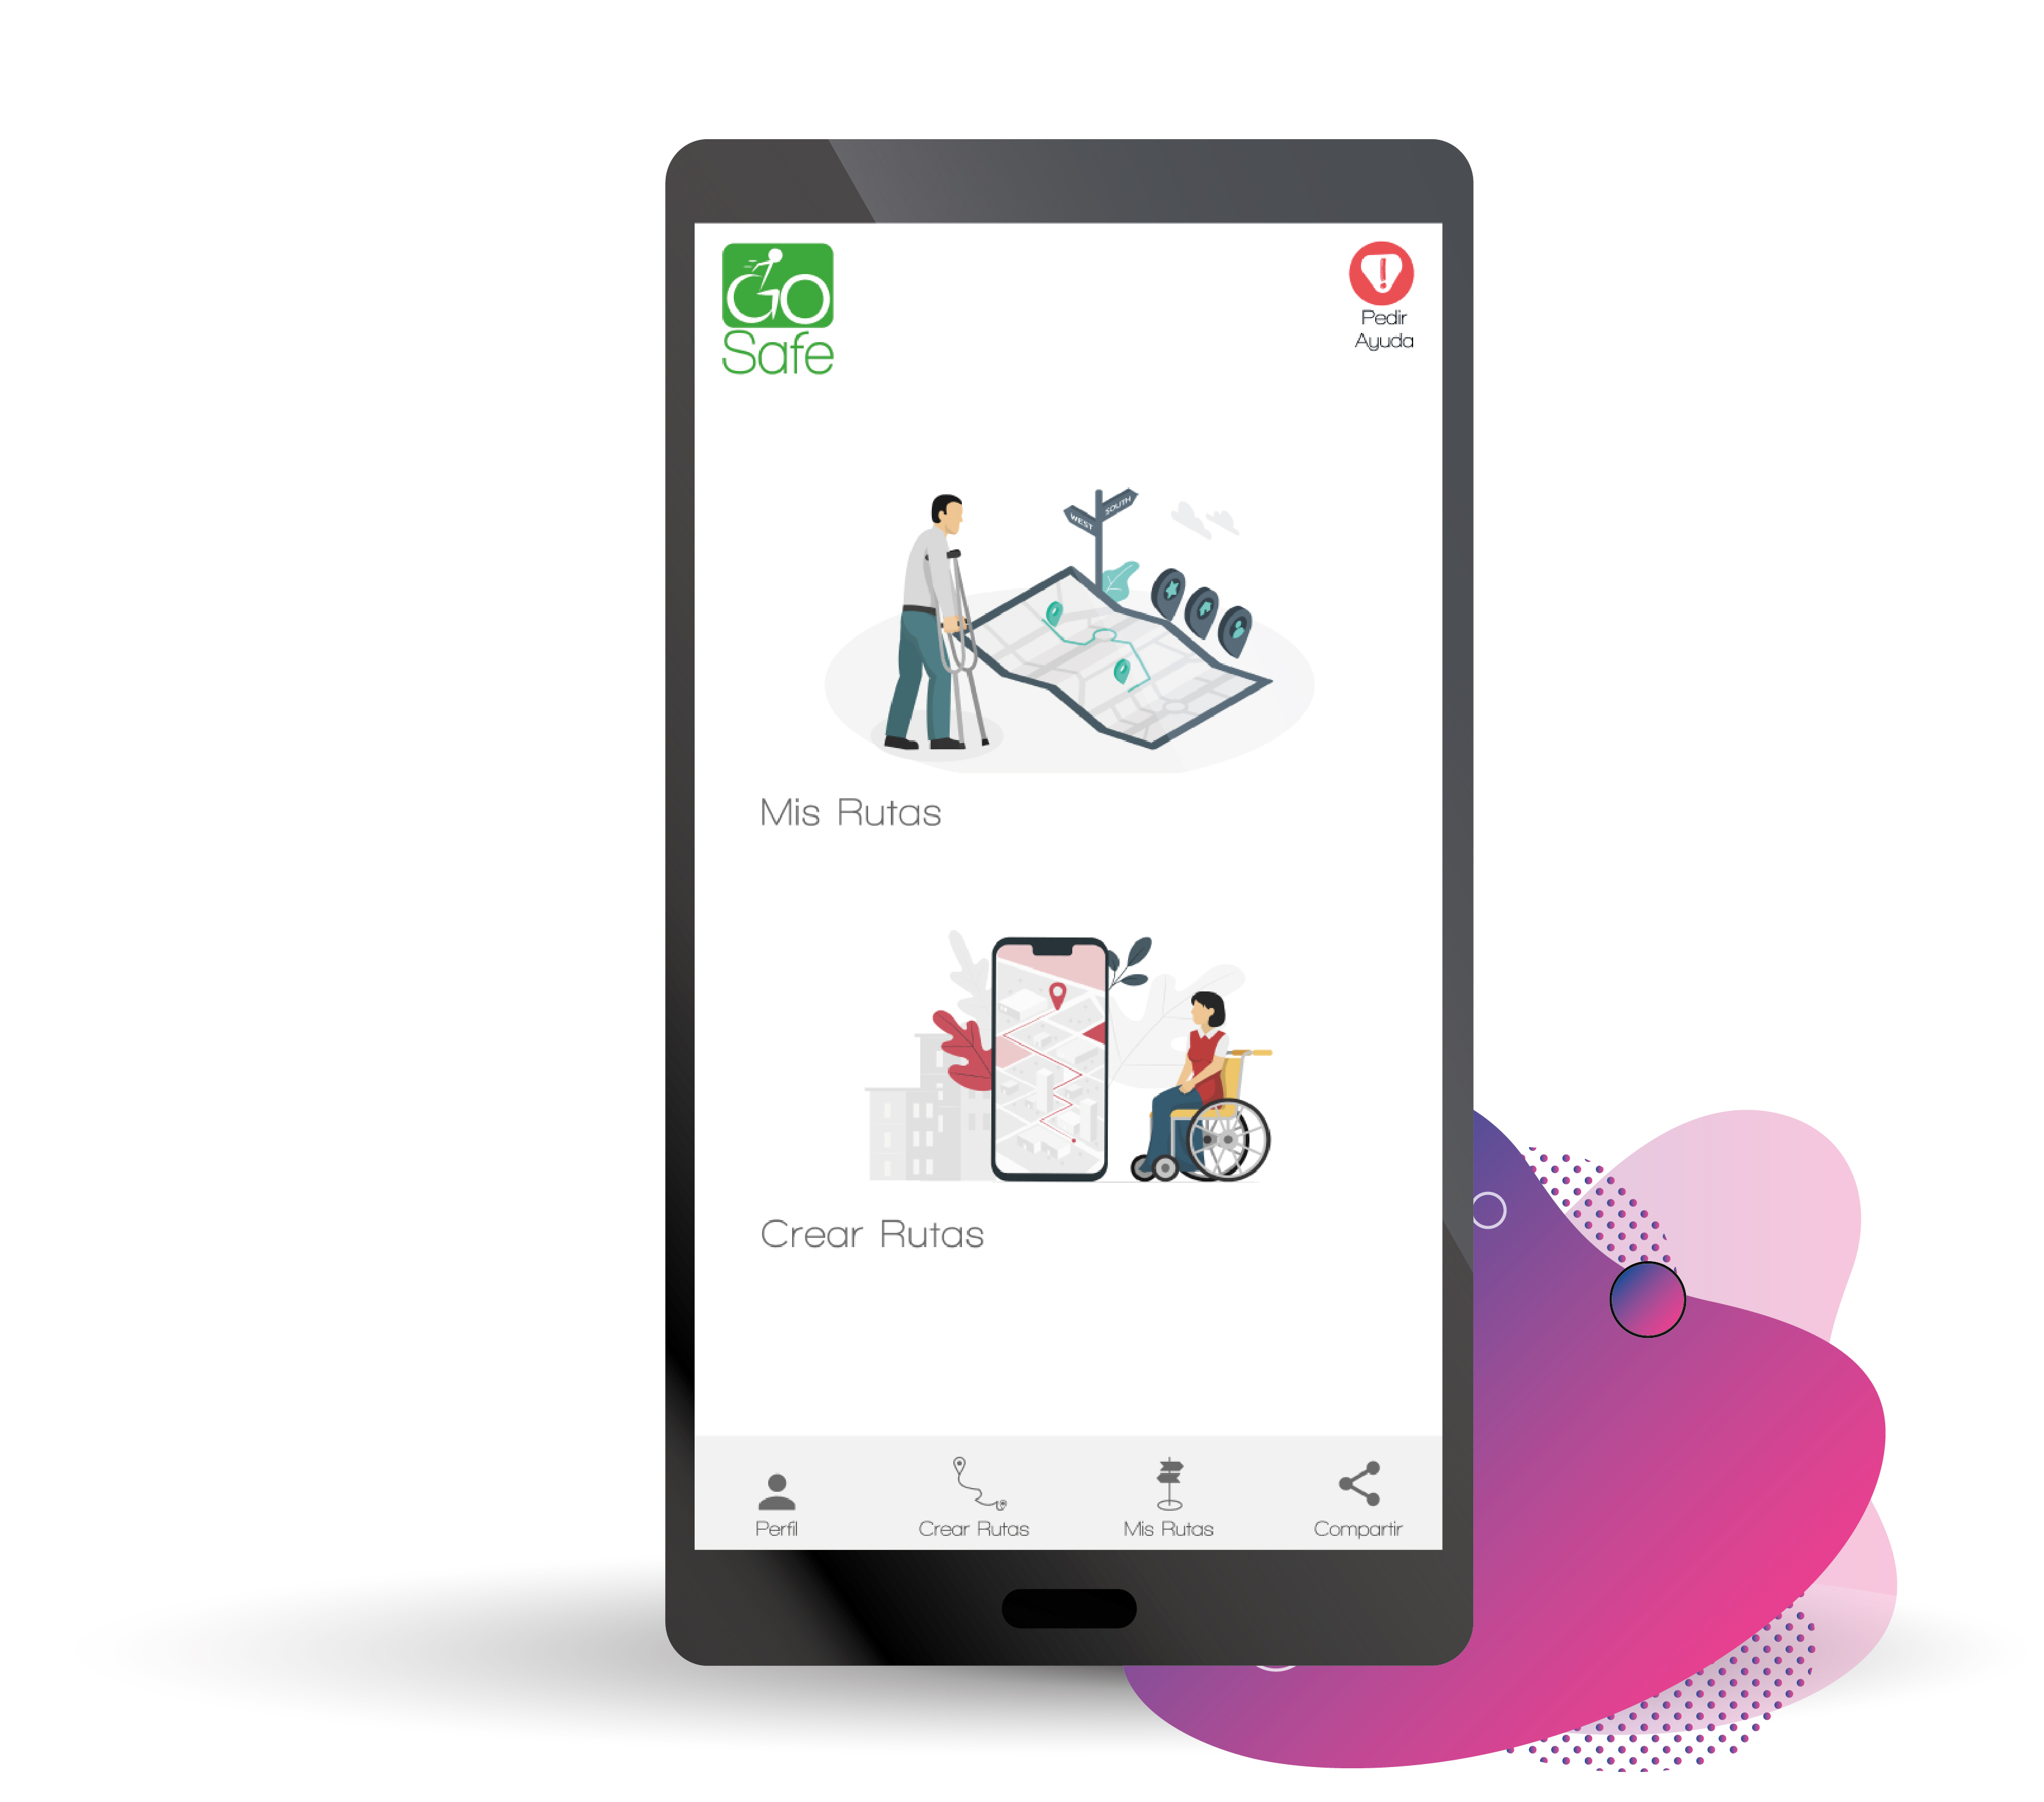 GO
Safe
Pedir
Ayuda
WEST
SOUTH
Mis Rutas
Crear Rutas
Perfil
Crear Rutas
Mis Rutas
Compartir